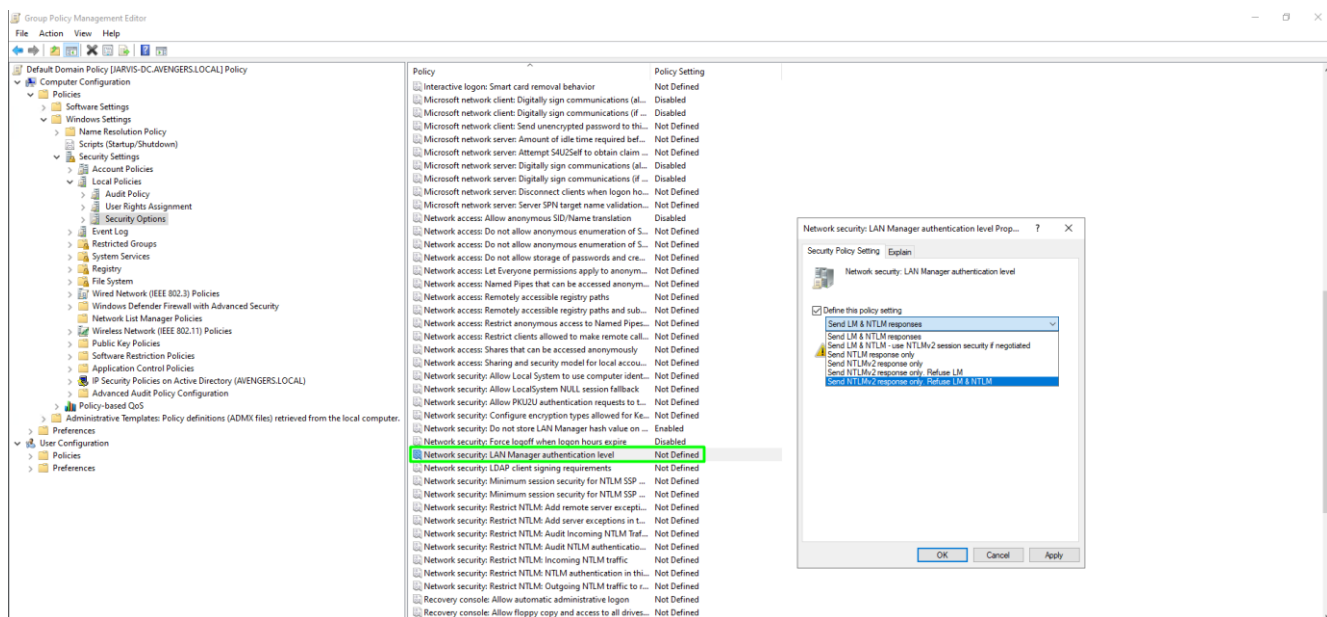 Group Policy Management Editor
File Action View Help
Default Domain Policy [JARVIS-DC.AVENGERS.LOCAL] Policy
Computer Configuration
Policies
Software Settings
Windows Settings
Name Resolution Policy
Scripts (Startup/Shutdown)
Security Settings
Account Policies
Local Policies
Audit Policy
User Rights Assignment
Security Options
Event Log
Restricted Groups
System Services
Registry
File System
Wired Network (IEEE 802.3) Policies
Windows Defender Firewall with Advanced Security
Network List Manager Policies
Wireless Network (IEEE 802.11) Policies
Public Key Policies
Software Restriction Policies
Application Control Policies
IP Security Policies on Active Directory (AVENGERS.LOCAL)
Advanced Audit Policy Configuration
Policy-based QoS
Administrative Templates: Policy definitions (ADMX files) retrieved from the local computer.
Preferences
User Configuration
Policies
Preferences
Policy Policy Setting
Interactive logon: Smart card removal behavior Not Defined
Microsoft network client: Digitally sign communications (al... Disabled
Microsoft network client: Digitally sign communications (if ... Disabled
Microsoft network client: Send unencrypted password to thi... Not Defined
Microsoft network server: Amount of idle time required bef... Not Defined
Microsoft network server: Attempt S4U2Self to obtain claim ... Not Defined
Microsoft network server: Digitally sign communications (al... Disabled
Microsoft network server: Digitally sign communications (if ... Disabled
Microsoft network server: Disconnect clients when logon ho... Not Defined
Microsoft network server: Server SPN target name validation... Not Defined
Network access: Allow anonymous SID/Name translation Disabled
Network access: Do not allow anonymous enumeration of S... Not Defined
Network access: Do not allow anonymous enumeration of S... Not Defined
Network access: Do not allow storage of passwords and cre... Not Defined
Network access: Let Everyone permissions apply to anonym... Not Defined
Network access: Named Pipes that can be accessed anonym... Not Defined
Network access: Remotely accessible registry paths Not Defined
Network access: Remotely accessible registry paths and sub... Not Defined
Network access: Restrict anonymous access to Named Pipes... Not Defined
Network access: Restrict clients allowed to make remote call... Not Defined
Network access: Shares that can be accessed anonymously Not Defined
Network access: Sharing and security model for local accou... Not Defined
Network security: Allow Local System to use computer ident... Not Defined
Network security: Allow LocalSystem NULL session fallback Not Defined
Network security: Allow PKU2U authentication requests to t... Not Defined
Network security: Configure encryption types allowed for Ke... Not Defined
Network security: Do not store LAN Manager hash value on ... Enabled
Network security: Force logoff when logon hours expire Disabled
Network security: LAN Manager authentication level Not Defined
Network security: LDAP client signing requirements Not Defined
Network security: Minimum session security for NTLM SSP ... Not Defined
Network security: Minimum session security for NTLM SSP ... Not Defined
Network security: Restrict NTLM: Add remote server excepti... Not Defined
Network security: Restrict NTLM: Add server exceptions in t... Not Defined
Network security: Restrict NTLM: Audit Incoming NTLM Traf... Not Defined
Network security: Restrict NTLM: Audit NTLM authenticatio... Not Defined
Network security: Restrict NTLM: Incoming NTLM traffic Not Defined
Network security: Restrict NTLM: NTLM authentication in thi... Not Defined
Network security: Restrict NTLM: Outgoing NTLM traffic to r... Not Defined
Recovery console: Allow automatic administrative logon Not Defined
Recovery console: Allow floppy copy and access to all drives... Not Defined
Network security: LAN Manager authentication level Prop... ?
Security Policy Setting Explain
Network security: LAN Manager authentication level
Define this policy setting
Send LM & NTLM responses
Send LM & NTLM responses
Send LM & NTLM - use NTLMv2 session security if negotiated
Send NTLM response only
Send NTLMv2 response only
Send NTLMv2 response only. Refuse LM
Send NTLMv2 response only. Refuse LM & NTLM
OK Cancel Apply